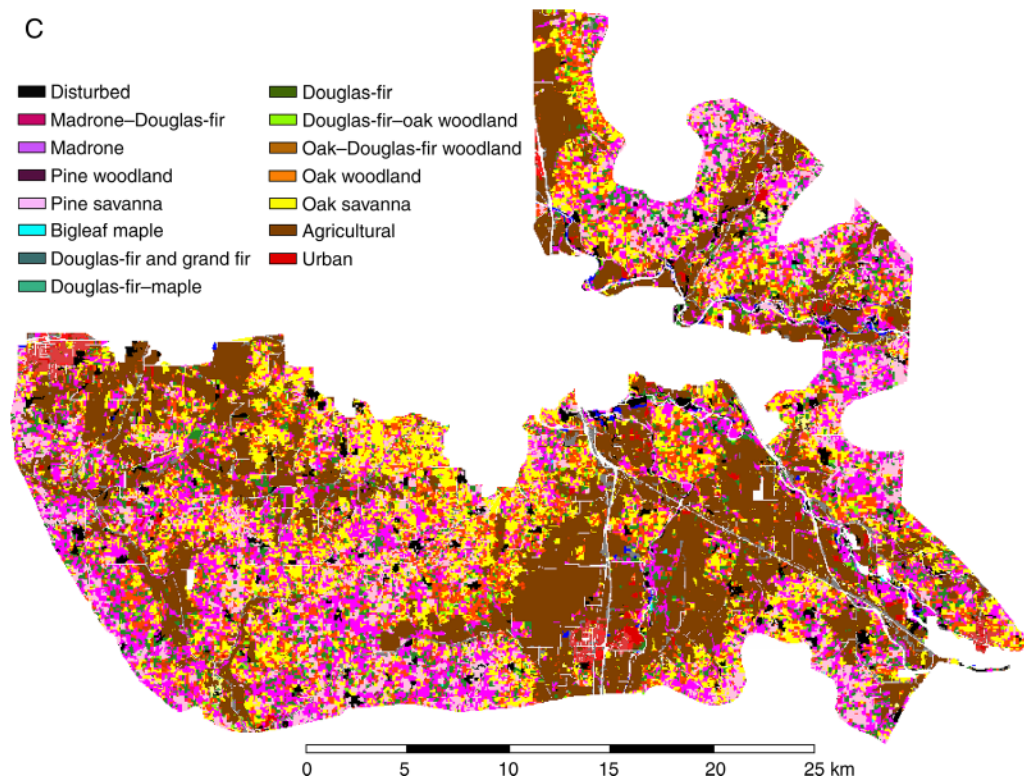 C
Disturbed
Madrone–Douglas-fir
Madrone
Pine woodland
Pine savanna
Bigleaf maple
Douglas-fir and grand fir
Douglas-fir–maple
Douglas-fir
Douglas-fir–oak woodland
Oak–Douglas-fir woodland
Oak woodland
Oak savanna
Agricultural
Urban
0 5 10 15 20 25 km